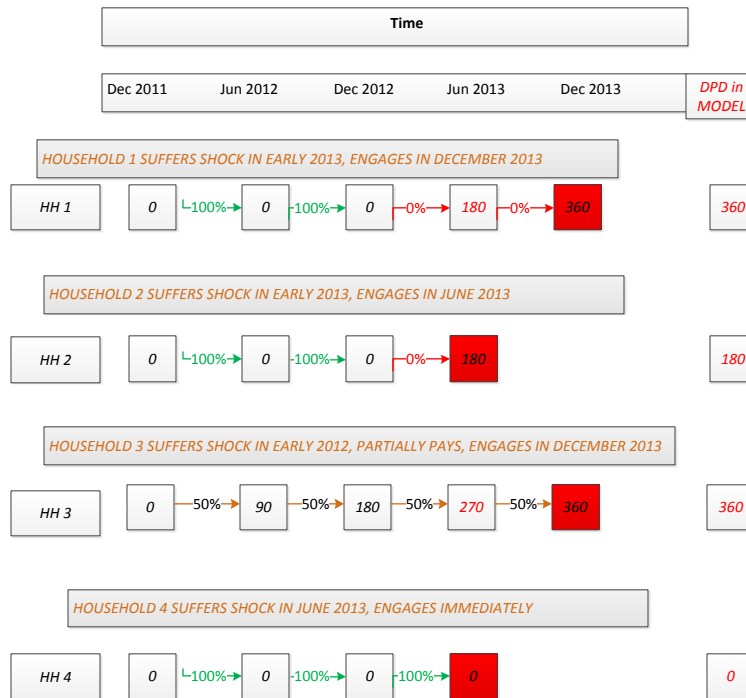 Time
Dec 2011 Jun 2012 Dec 2012 Jun 2013 Dec 2013 DPD in
MODEL
HOUSEHOLD 1 SUFFERS SHOCK IN EARLY 2013, ENGAGES IN DECEMBER 2013
HH 1 0 100% 0 100% 0 0% 180 0% 360 360
HOUSEHOLD 2 SUFFERS SHOCK IN EARLY 2013, ENGAGES IN JUNE 2013
HH 2 0 100% 0 100% 0 0% 180 180
HOUSEHOLD 3 SUFFERS SHOCK IN EARLY 2012, PARTIALLY PAYS, ENGAGES IN DECEMBER 2013
HH 3 0 50% 90 50% 180 50% 270 50% 360 360
HOUSEHOLD 4 SUFFERS SHOCK IN JUNE 2013, ENGAGES IMMEDIATELY
HH 4 0 100% 0 100% 0 100% 0 0